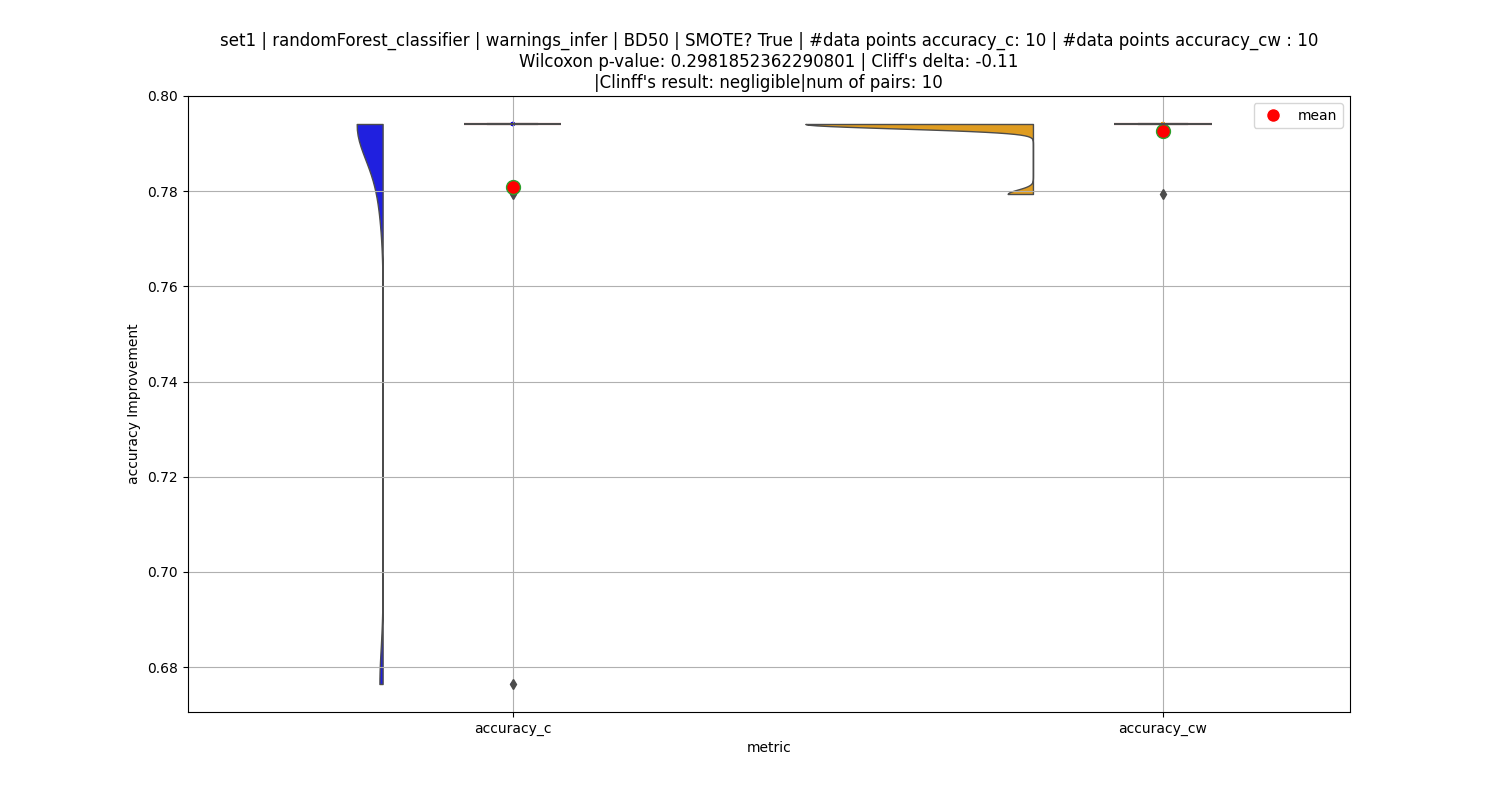 set1 | randomForest_classifier | warnings_infer | BD50 | SMOTE? True | #data points accuracy_c: 10 | #data points accuracy_cw : 10
Wilcoxon p-value: 0.2981852362290801 | Cliff's delta: -0.11
|Clinff's result: negligible|num of pairs: 10
mean
0.80
0.78
0.76
0.74
0.72
0.70
0.68
accuracy Improvement
accuracy_c
accuracy_cw
metric